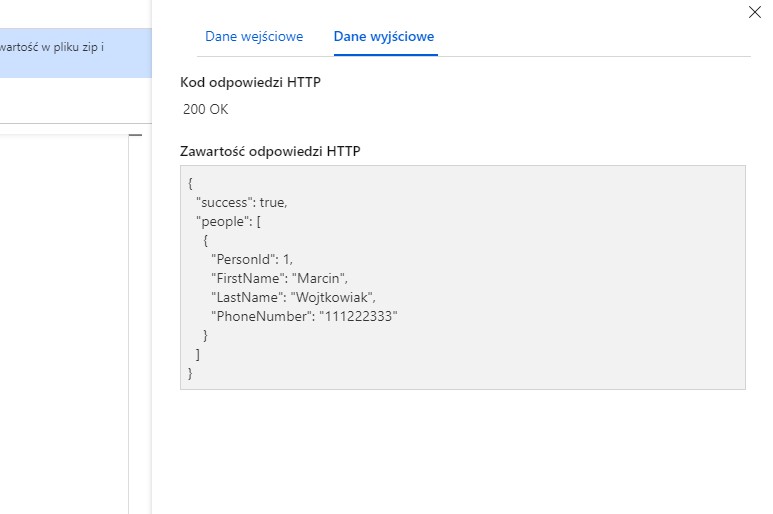 wartość w pliku zip i
Dane wejściowe Dane wyjściowe
Kod odpowiedzi HTTP
200 OK
Zawartość odpowiedzi HTTP
{
"success": true,
"people": [
{
"PersonId": 1,
"FirstName": "Marcin",
"LastName": "Wojtkowiak",
"PhoneNumber": "111222333"
}
]
}